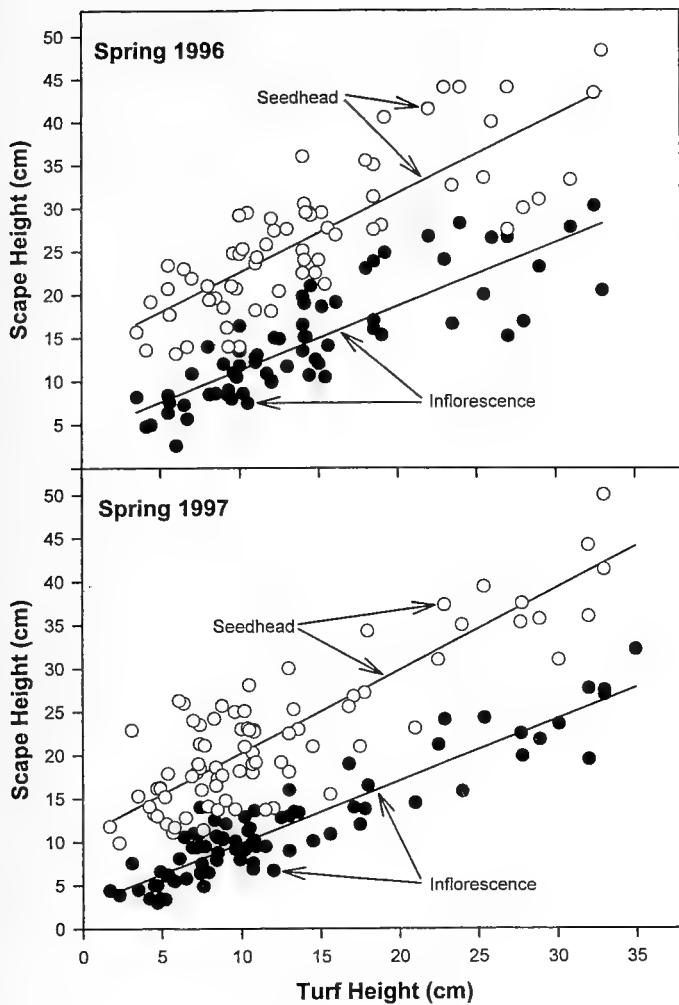 50
45
40
35
30
25
20
15
10
5
Scape Height (cm)
Spring 1996
Seedhead
Inflorescence
50
45
40
35
30
25
20
15
10
5
0
Scape Height (cm)
Spring 1997
Seedhead
Inflorescence
0 5 10 15 20 25 30 35
Turf Height (cm)